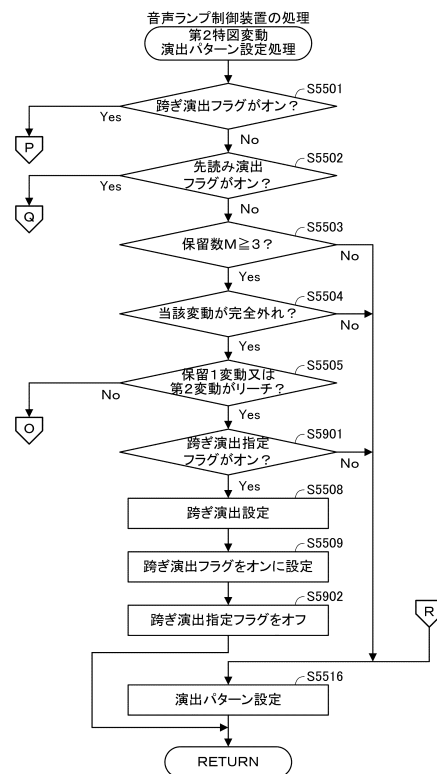 音声ランプ制御装置の処理
第2特図変動
演出パターン設定処理
S5501
跨ぎ演出フラグがオン？
Yes
P
No
S5502
先読み演出
フラグがオン？
Yes
Q
No
S5503
保留数M≧3？
No
Yes
S5504
当該変動が完全外れ？
No
Yes
S5505
保留1変動又は
第2変動がリーチ？
No
O
Yes
S5901
跨ぎ演出指定
フラグがオン？
No
Yes
S5508
跨ぎ演出設定
S5509
跨ぎ演出フラグをオンに設定
S5902
跨ぎ演出指定フラグをオフ
R
S5516
演出パターン設定
RETURN